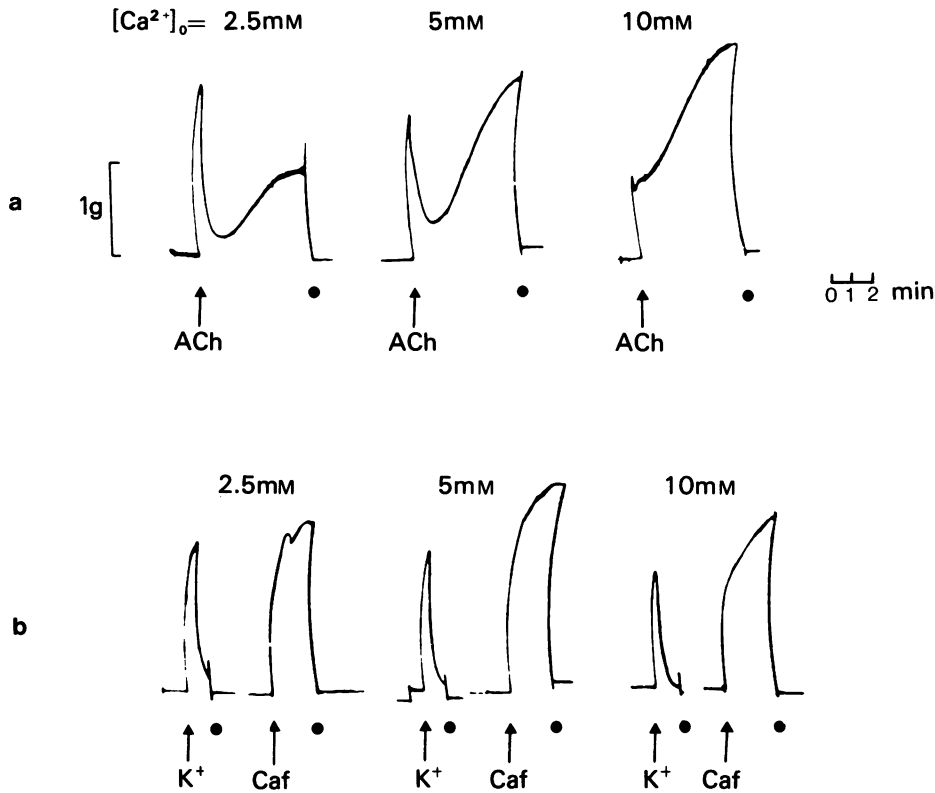 [Ca²⁺]₀= 2.5mM 5mM 10mM
a
1g
0 1 2 min
ACh ACh ACh
2.5mM 5mM 10mM
b
K⁺ Caf K⁺ Caf K⁺ Caf